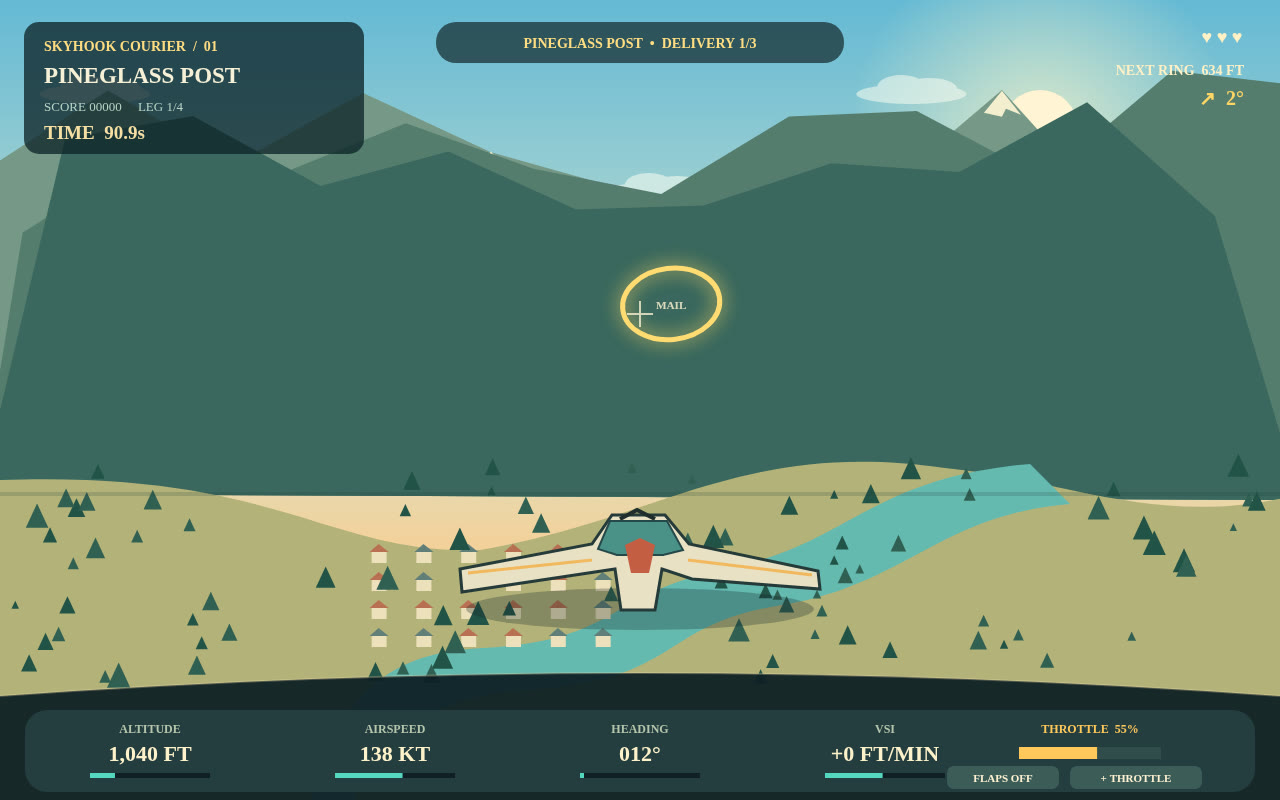 SKYHOOK COURIER / 01
PINEGLASS POST
SCORE 00000 LEG 1/4
TIME 90.9s
PINEGLASS POST • DELIVERY 1/3
♥ ♥ ♥
NEXT RING 634 FT
↗ 2°
MAIL
ALTITUDE
1,040 FT
AIRSPEED
138 KT
HEADING
012°
VSI
+0 FT/MIN
THROTTLE 55%
FLAPS OFF
+ THROTTLE